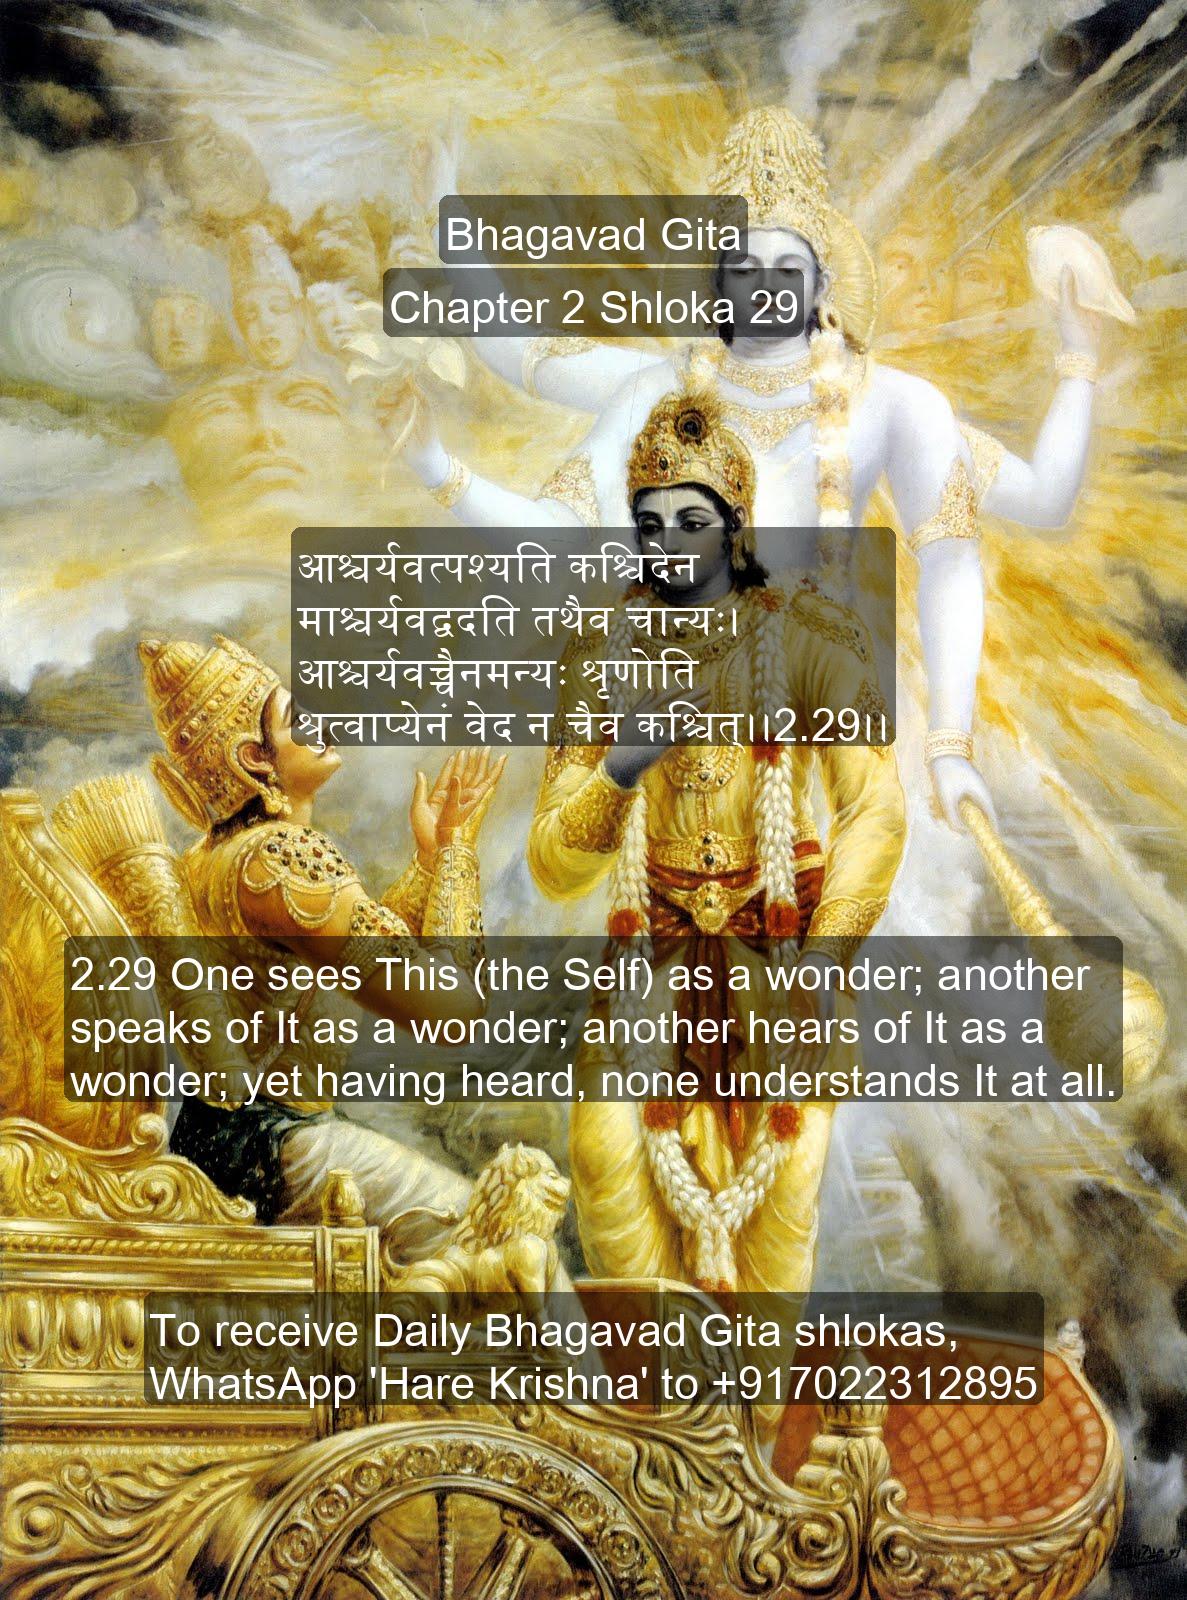 Bhagavad Gita
Chapter 2 Shloka 29
आश्चर्यवत्पश्यति कश्चिदेन
माश्चर्यवद्वदति तथैव चान्यः।
आश्चर्यवच्चैनमन्यः श्रृणोति
श्रुत्वाप्येनं वेद न चैव कश्चित्।।2.29।।
2.29 One sees This (the Self) as a wonder; another
speaks of It as a wonder; another hears of It as a
wonder; yet having heard, none understands It at all.
To receive Daily Bhagavad Gita shlokas,
WhatsApp 'Hare Krishna' to +917022312895